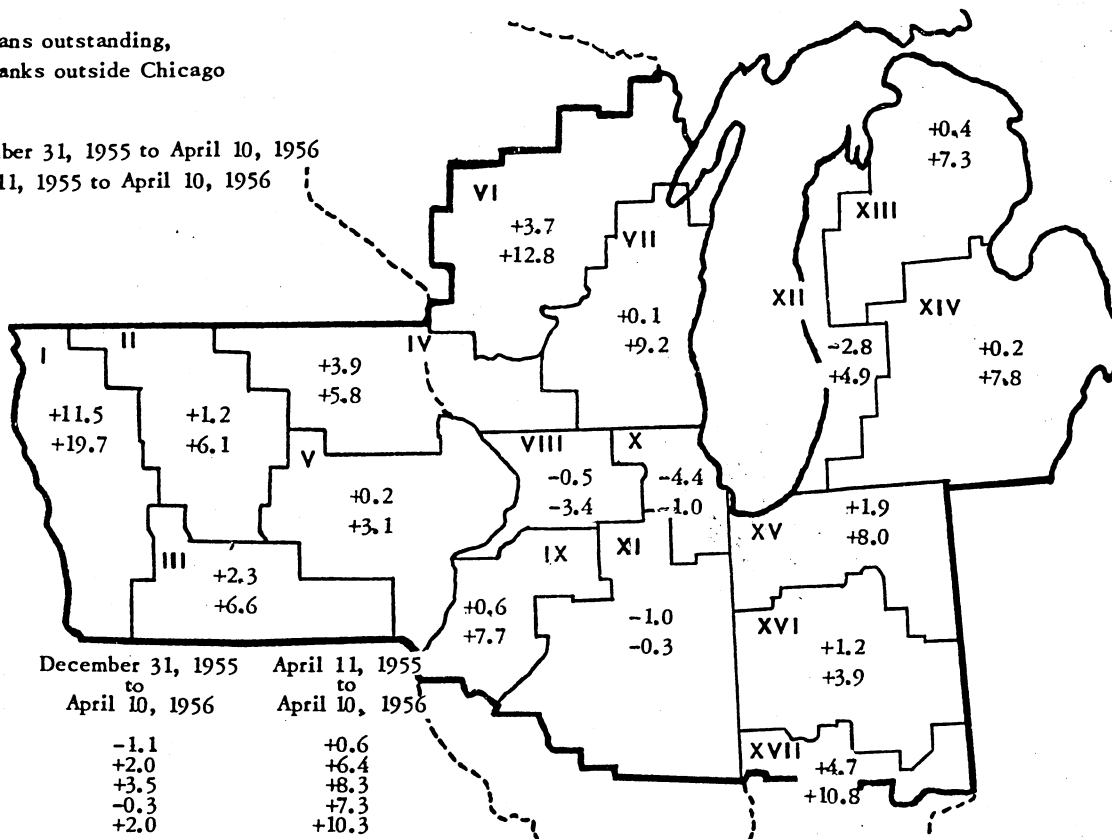 ans outstanding,
anks outside Chicago
ber 31, 1955 to April 10, 1956
11, 1955 to April 10, 1956
VI
+3.7
+12.8
VII
+0.1
+9.2
+0.4
+7.3
XIII
XII
-2.8
+4.9
XIV
+0.2
+7.8
I
+11.5
+19.7
II
+1.2
+6.1
IV
+3.9
+5.8
V
+0.2
+3.1
III
+2.3
+6.6
VIII
-0.5
-3.4
X
-4.4
-1.0
IX
+0.6
+7.7
XI
-1.0
-0.3
XV
+1.9
+8.0
XVI
+1.2
+3.9
XVII
+4.7
+10.8
December 31, 1955 April 11, 1955
to to
April 10, 1956 April 10, 1956
-1.1 +0.6
+2.0 +6.4
+3.5 +8.3
-0.3 +7.3
+2.0 +10.3